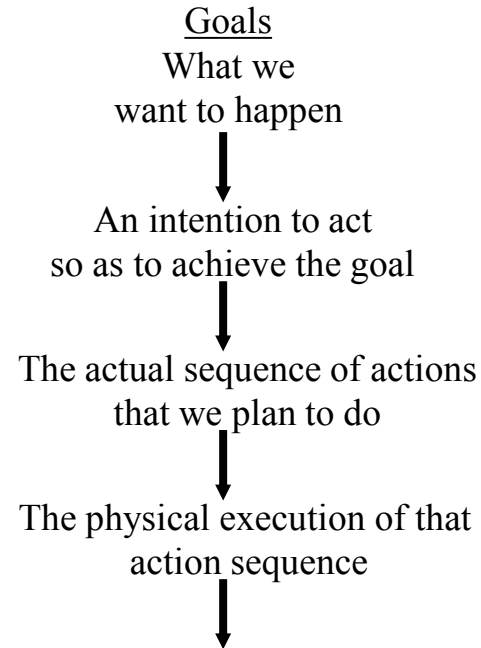 Goals
What we
want to happen
An intention to act
so as to achieve the goal
The actual sequence of actions
that we plan to do
The physical execution of that
action sequence